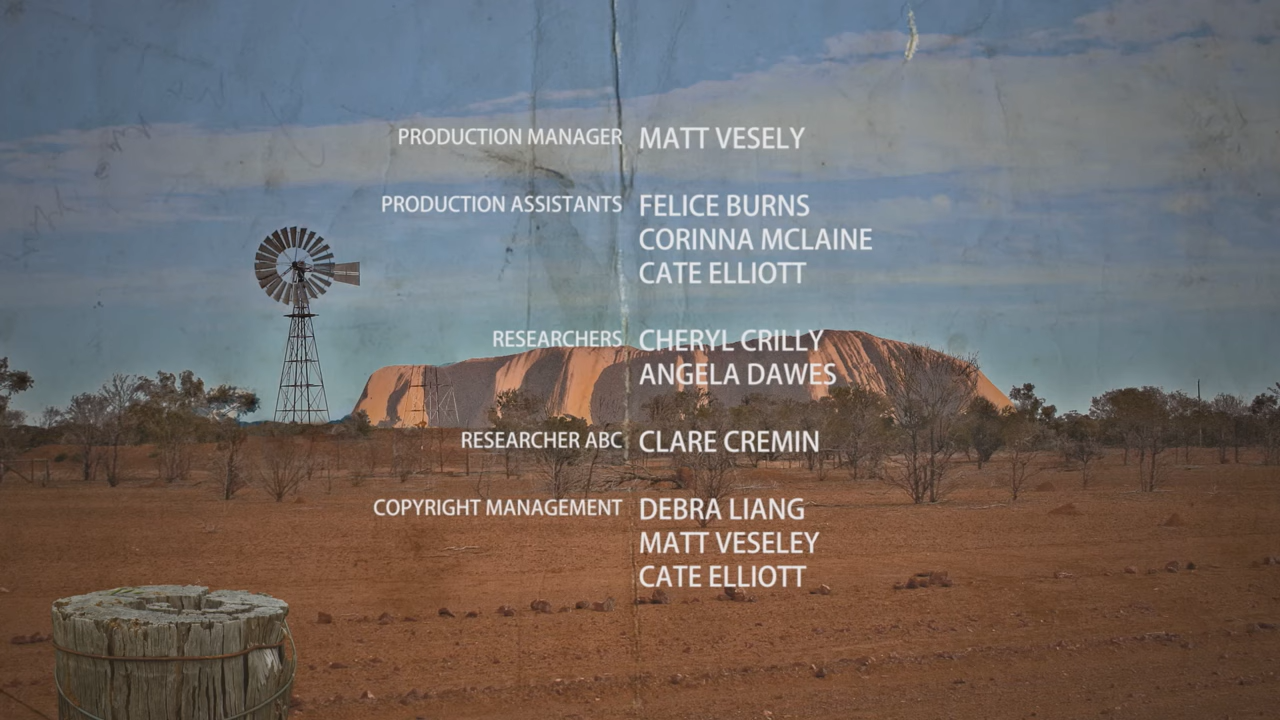 PRODUCTION MANAGER MATT VESELY
PRODUCTION ASSISTANTS FELICE BURNS
CORINNA MCLAINE
CATE ELLIOTT
RESEARCHERS CHERYL CRILLY
ANGELA DAWES
RESEARCHER ABC CLARE CREMIN
COPYRIGHT MANAGEMENT DEBRA LIANG
MATT VESELEY
CATE ELLIOTT